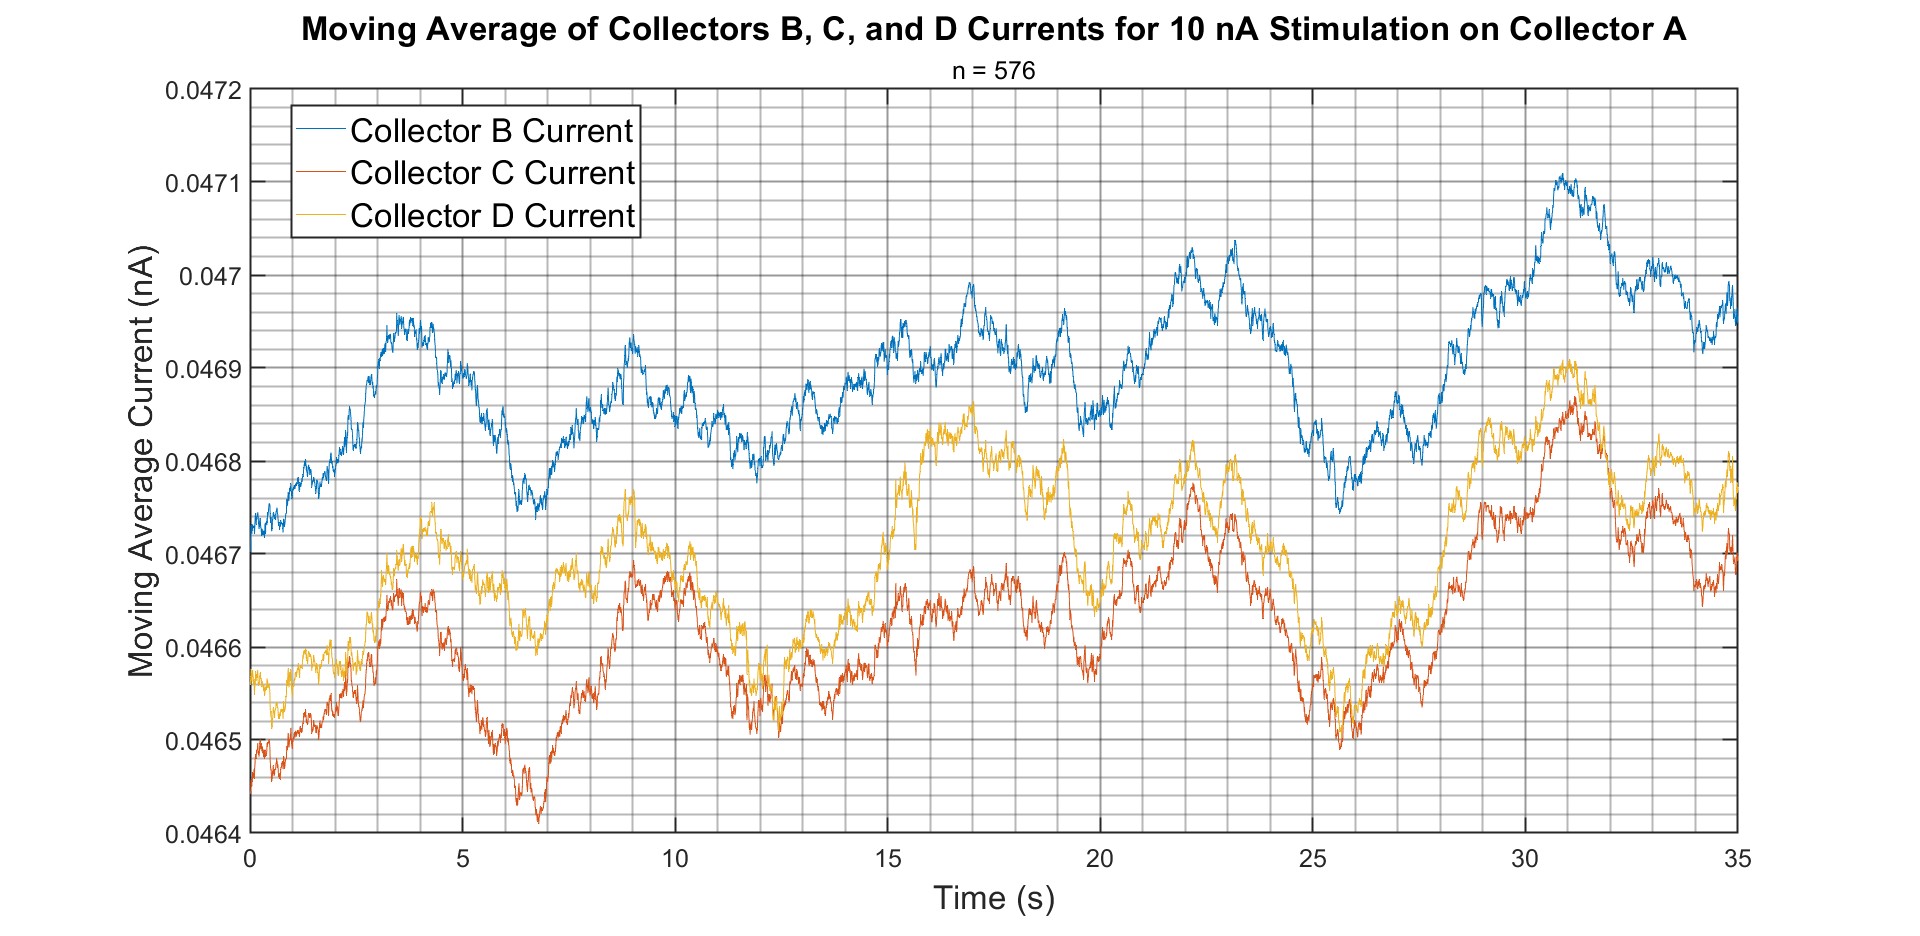 Moving Average of Collectors B, C, and D Currents for 10 nA Stimulation on Collector A
n = 576
Collector B Current
Collector C Current
Collector D Current
Moving Average Current (nA)
0.0472
0.0471
0.047
0.0469
0.0468
0.0467
0.0466
0.0465
0.0464
0 5 10 15 20 25 30 35
Time (s)